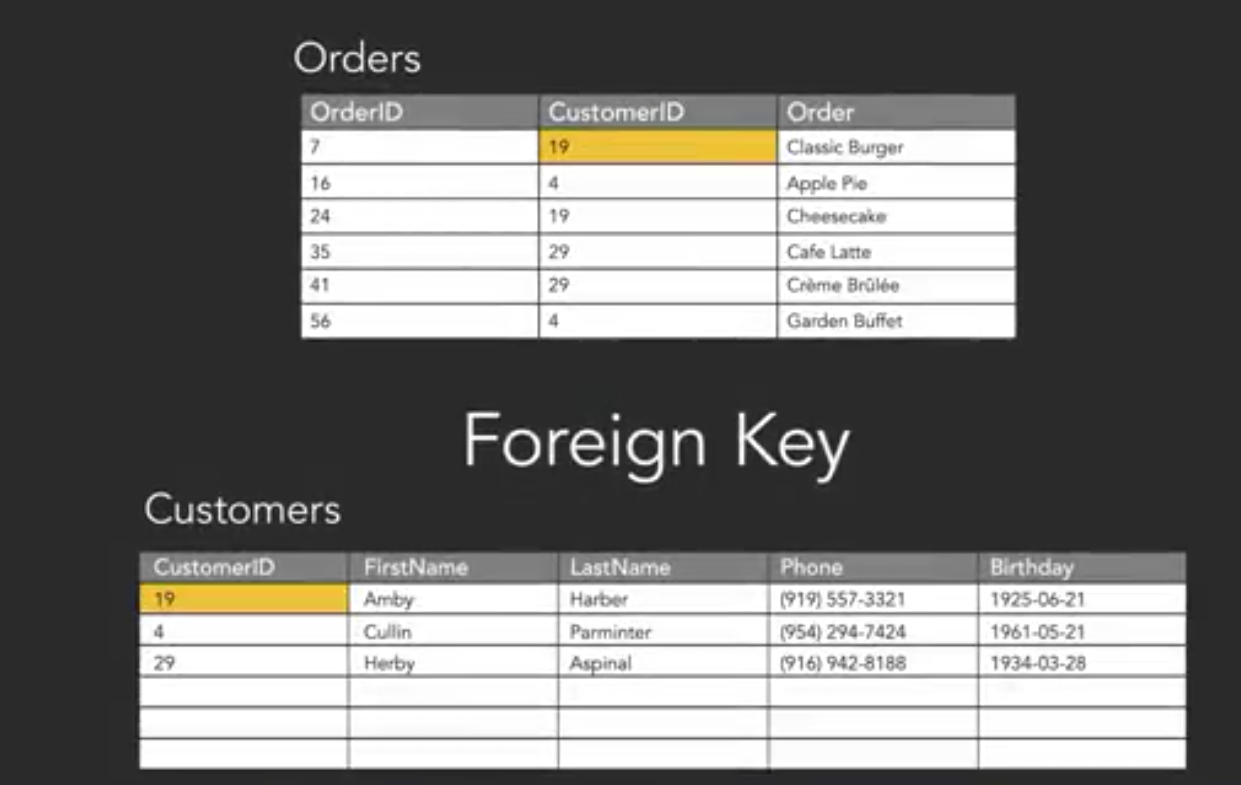 Orders
OrderID CustomerID Order
7 19 Classic Burger
16 4 Apple Pie
24 19 Cheesecake
35 29 Cafe Latte
41 29 Crème Brûlée
56 4 Garden Buffet
Foreign Key
Customers
CustomerID FirstName LastName Phone Birthday
19 Amby Harber (919) 557-3321 1925-06-21
4 Cullin Parminter (954) 294-7424 1961-05-21
29 Herby Aspinal (916) 942-8188 1934-03-28